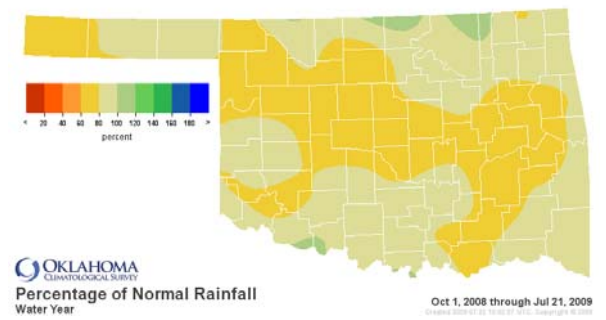 < 20 40 60 80 100 120 140 160 180 >
percent
OKLAHOMA
CLIMATOLOGICAL SURVEY
Percentage of Normal Rainfall
Water Year
Oct 1, 2008 through Jul 21, 2009